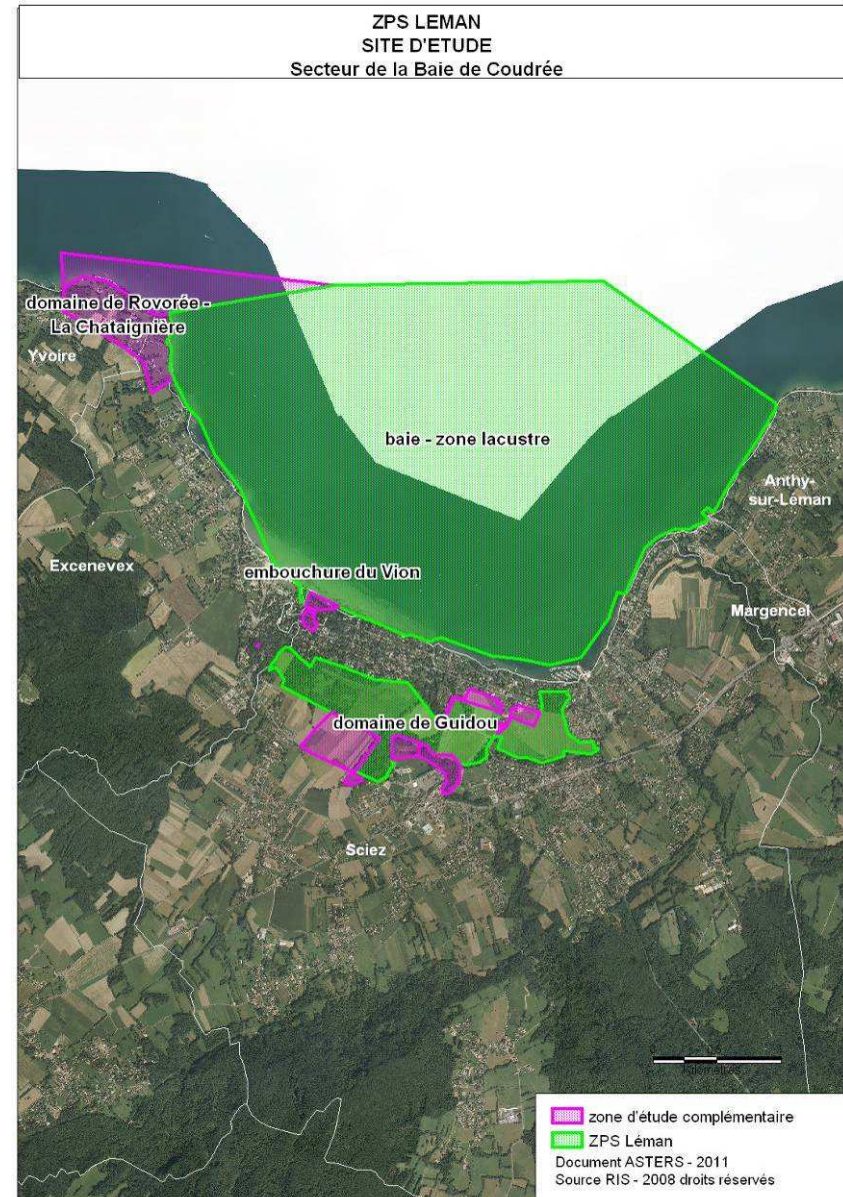 ZPS LEMAN
SITE D'ETUDE
Secteur de la Baie de Coudrée
domaine de Rovorée -
La Chataignière
Yvoire
baie - zone lacustre
Anthy-
sur-Léman
Excenevex
embouchure du Vion
Margencel
domaine de Guidou
Sciez
Kilomètres
zone d'étude complémentaire
ZPS Léman
Document ASTERS - 2011
Source RIS - 2008 droits réservés